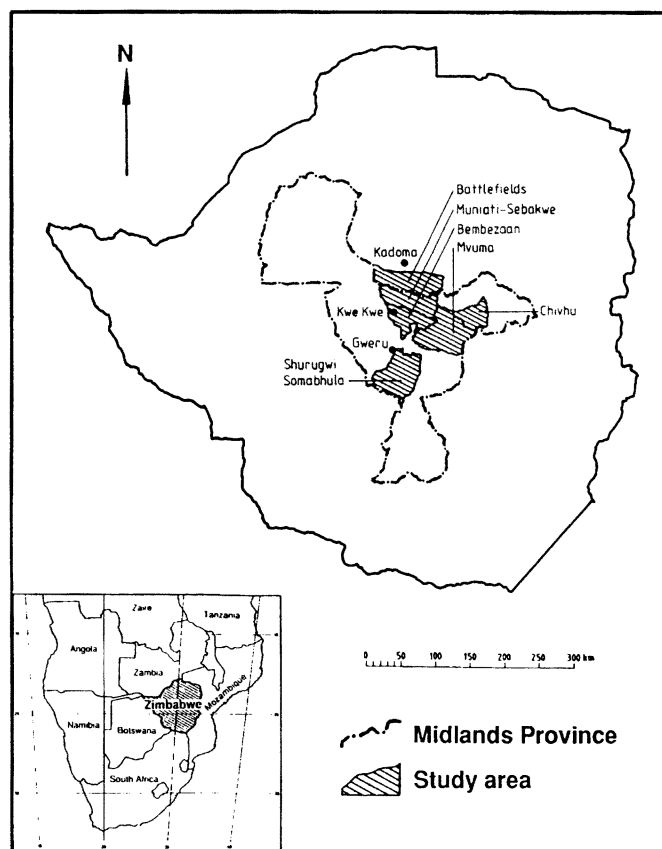 N
Battlefields
Muniati-Sebakwe
Bembezaan
Mvuma
Kadoma
Kwe Kwe
Chivhu
Gweru
Shurugwi
Somabhula
Zaire
Tanzania
Angola
Zambia
Mozambique
Zimbabwe
Namibia
Botswana
South Africa
0 50 100 150 200 250 300 km
Midlands Province
Study area